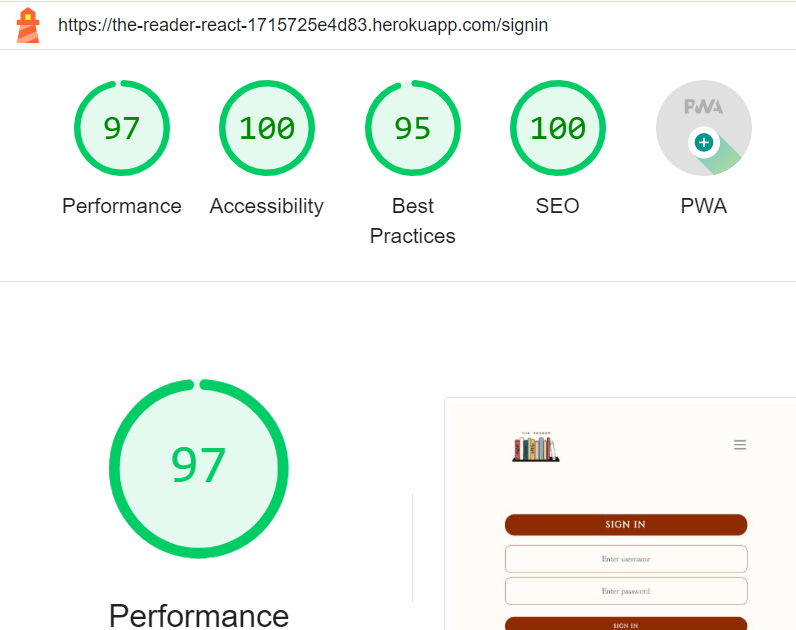 https://the-reader-react-1715725e4d83.herokuapp.com/signin
97 100 95 100 PWA
Performance Accessibility Best Practices SEO PWA
97
Performance
THE READER
SIGN IN
Enter username
Enter password
SIGN IN